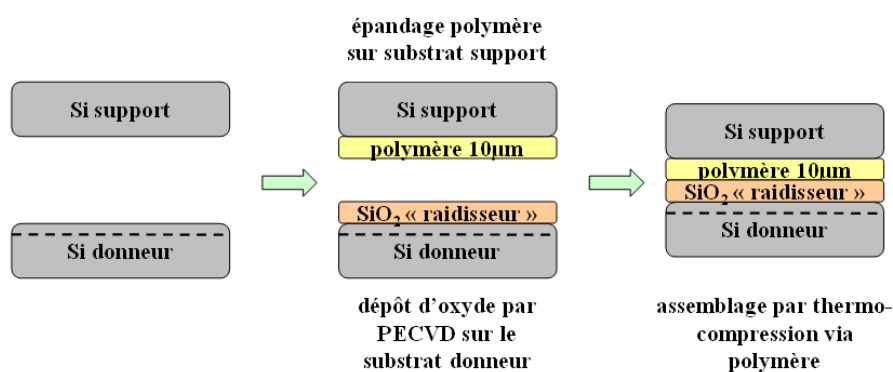 Si support
Si donneur
épandage polymère
sur substrat support
Si support
polymère 10µm
SiO₂ « raidisseur »
Si donneur
dépôt d’oxyde par
PECVD sur le
substrat donneur
Si support
polymère 10µm
SiO₂ « raidisseur »
Si donneur
assemblage par thermo-
compression via
polymère